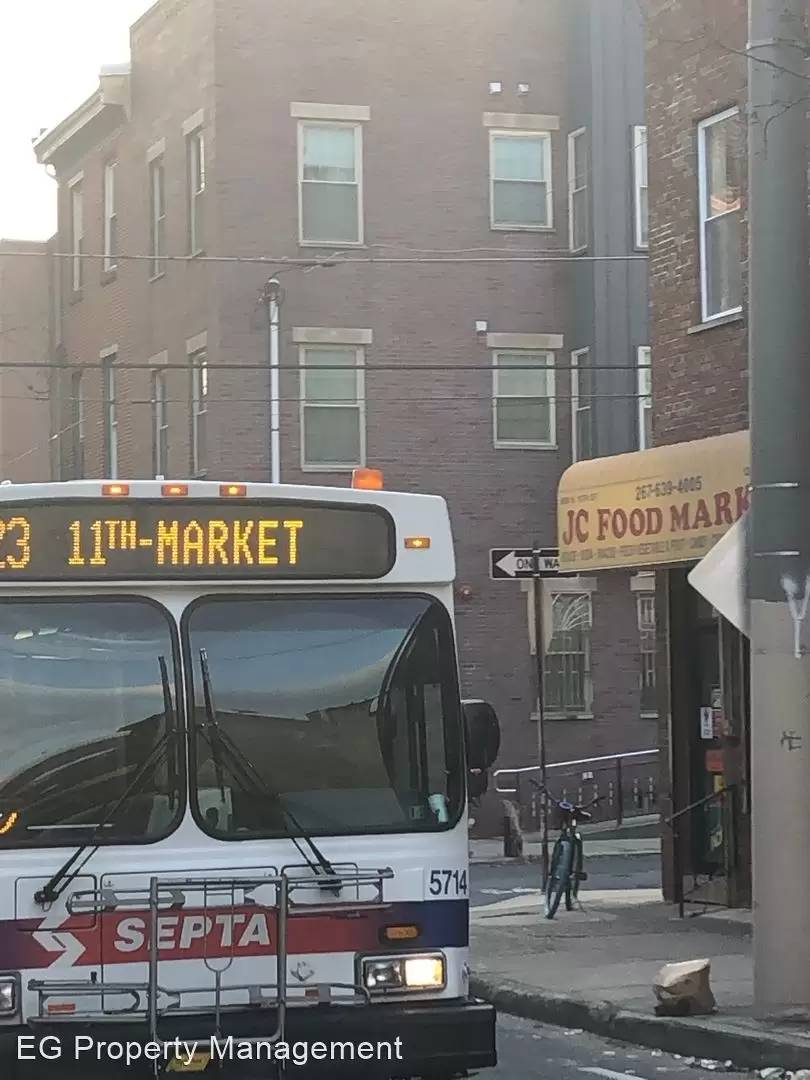 23 11TH-MARKET
267-639-4005
JC FOOD MARK
ONE WA
5714
SEPTA
EG Property Management